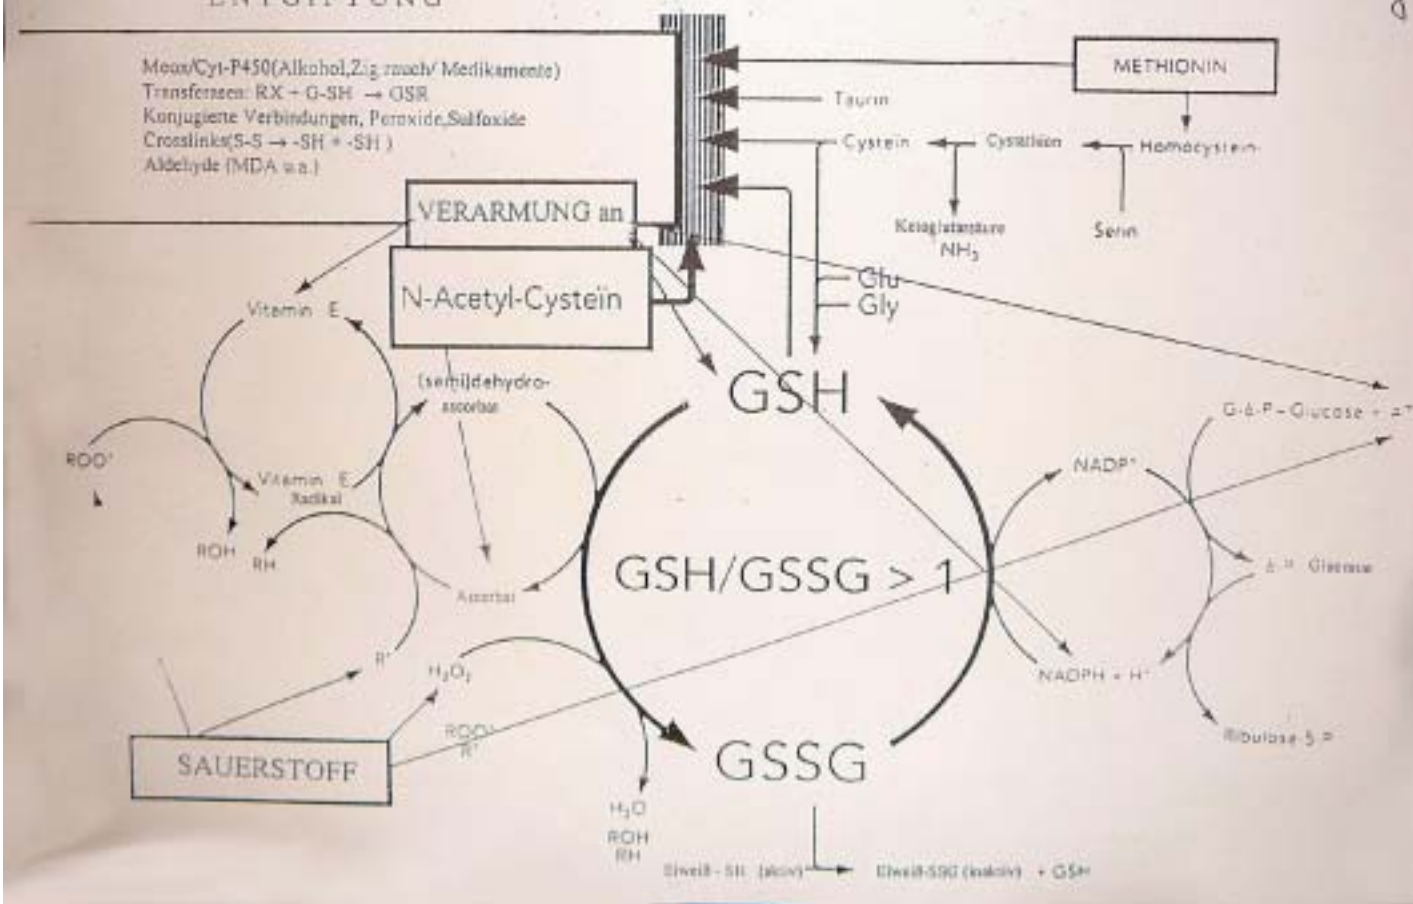 ENTGIFTUNG
Meox/Cyt-P450(Alkohol,Zig.rauch/ Medikamente)
Transferasen: RX + G-SH → GSR
Konjugierte Verbindungen, Peroxide,Sulfoxide
Crosslinks(S-S → -SH + -SH )
Aldehyde (MDA u.a.)
METHIONIN
Taurin
Cysteïn
Homocystein
Ketoglutarsäure
NH₃
Serin
VERARMUNG an
N-Acetyl-Cysteïn
Glu
Gly
Vitamin E
(semi)dehydro-
ascorbat
GSH
G-6-P-Glucose +
ROO•
Vitamin E
Radikal
NADP⁺
ROH
RH
GSH/GSSG > 1
Ascorbat
R•
H₂O₂
NADPH + H⁺
ROO•
R•
Ribulose-5-P
SAUERSTOFF
GSSG
H₂O
ROH
RH
Eiweiß - SH (aktiv)
Eiweiß-SSG (inaktiv) + GSH